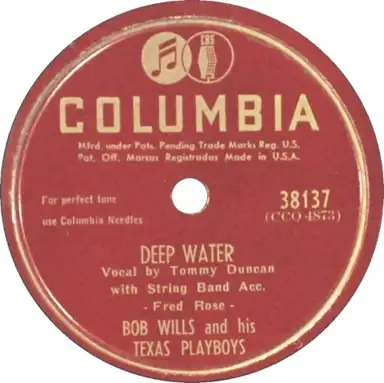 CBS
COLUMBIA
Mfrd. under Pats. Pending Trade Marks Reg. U.S.
Pat. Off. Marcas Registradas Made in U.S.A.
For perfect tone
use Columbia Needles
38137
(CCO 4873)
DEEP WATER
Vocal by Tommy Duncan
with String Band Acc.
- Fred Rose -
BOB WILLS and his
TEXAS PLAYBOYS